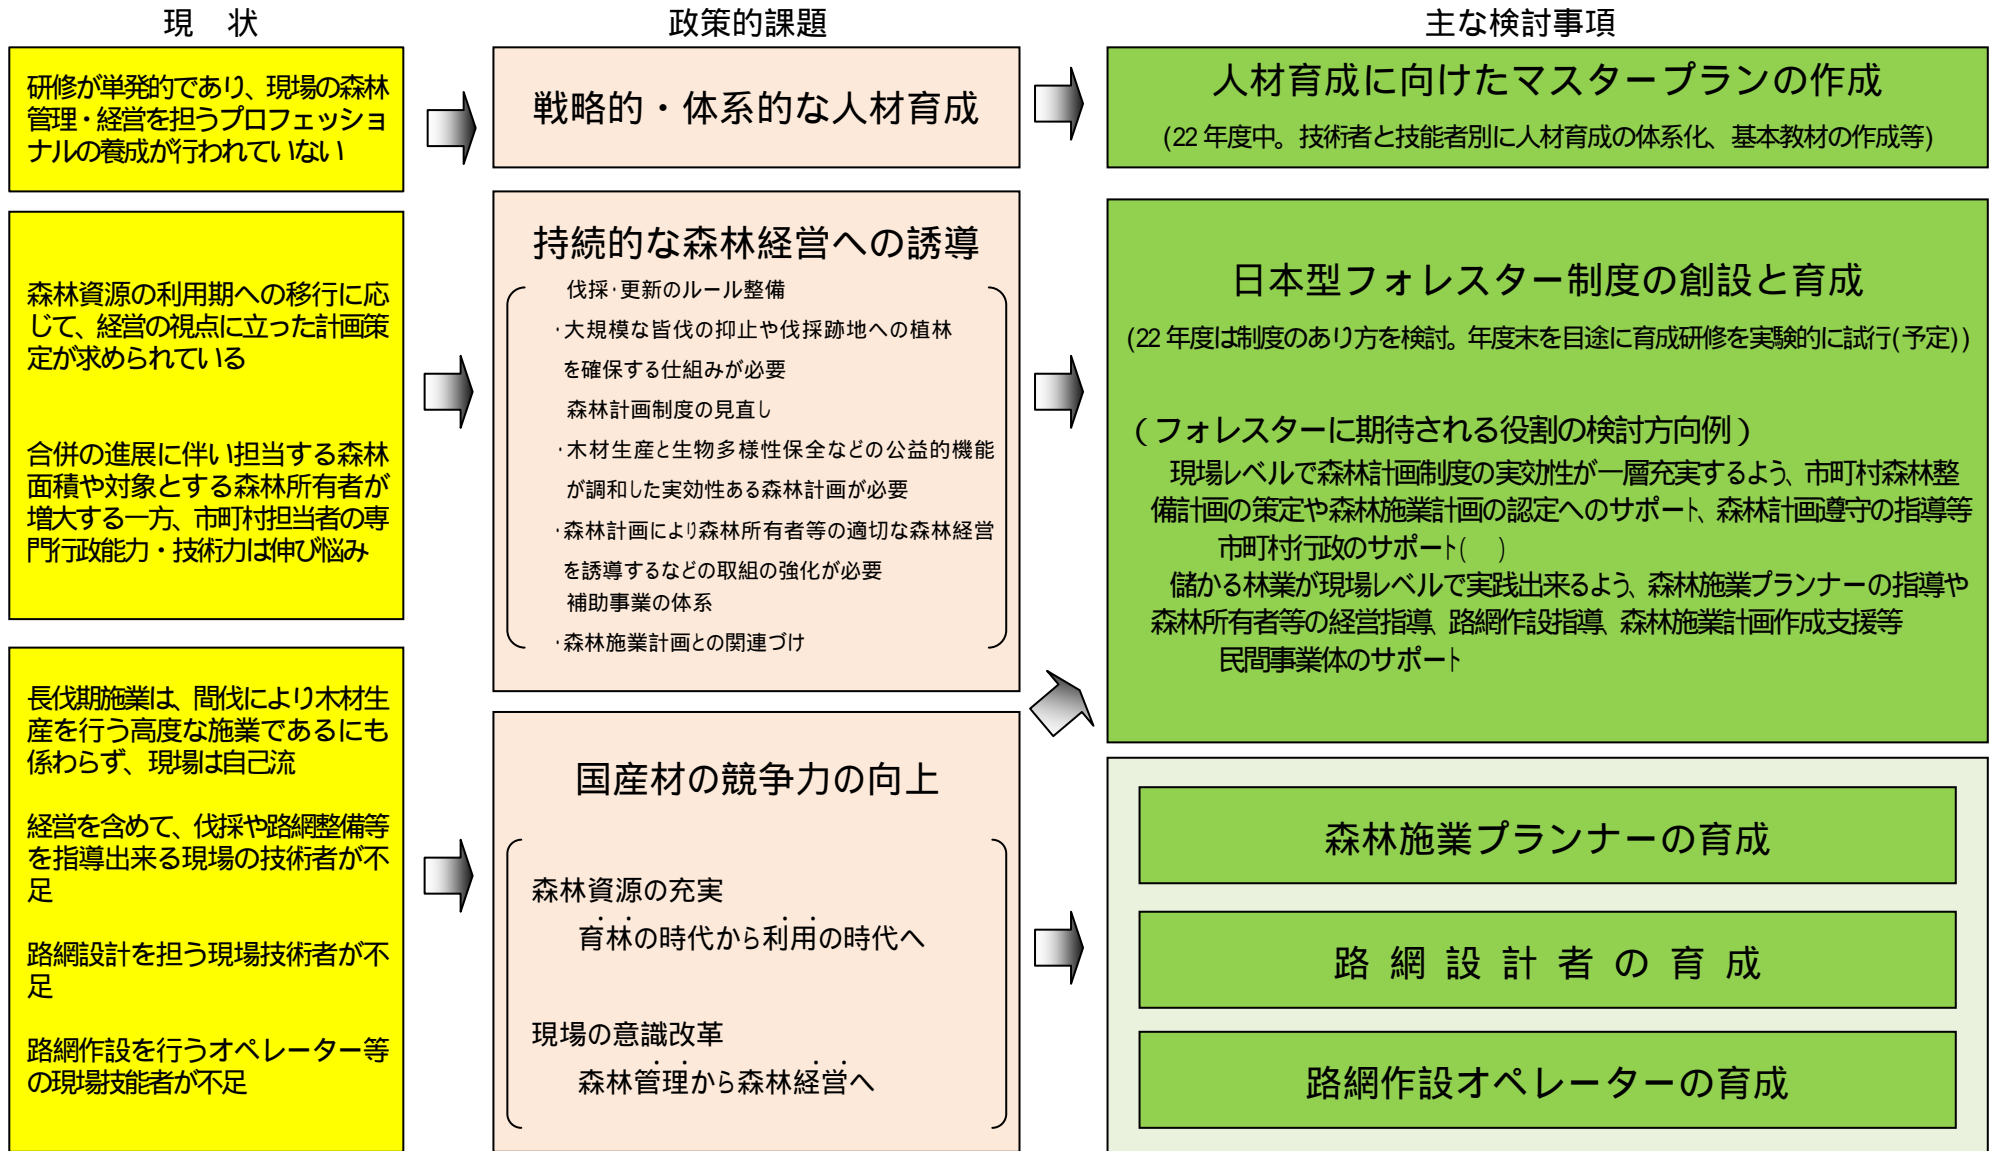 現　状
政策的課題
主な検討事項
研修が単発的であり、現場の森林
管理・経営を担うプロフェッショ
ナルの養成が行われていない
戦略的・体系的な人材育成
人材育成に向けたマスタープランの作成
(22年度中。技術者と技能者別に人材育成の体系化、基本教材の作成等)
森林資源の利用期への移行に応
じて、経営の視点に立った計画策
定が求められている
合併の進展に伴い担当する森林
面積や対象とする森林所有者が
増大する一方、市町村担当者の専
門行政能力・技術力は伸び悩み
持続的な森林経営への誘導
伐採・更新のルール整備
・大規模な皆伐の抑止や伐採跡地への植林
を確保する仕組みが必要
森林計画制度の見直し
・木材生産と生物多様性保全などの公益的機能
が調和した実効性ある森林計画が必要
・森林計画により森林所有者等の適切な森林経営
を誘導するなどの取組の強化が必要
補助事業の体系
・森林施業計画との関連づけ
日本型フォレスター制度の創設と育成
(22年度は制度のあり方を検討。年度末を目途に育成研修を実験的に試行(予定))
(フォレスターに期待される役割の検討方向例)
現場レベルで森林計画制度の実効性が一層充実するよう、市町村森林整
備計画の策定や森林施業計画の認定へのサポート、森林計画遵守の指導等
市町村行政のサポート(　)
儲かる林業が現場レベルで実践出来るよう、森林施業プランナーの指導や
森林所有者等の経営指導、路網作設指導、森林施業計画作成支援等
民間事業体のサポート
長伐期施業は、間伐により木材生
産を行う高度な施業であるにも
係わらず、現場は自己流
経営を含めて、伐採や路網整備等
を指導出来る現場の技術者が不
足
路網設計を担う現場技術者が不
足
路網作設を行うオペレーター等
の現場技能者が不足
国産材の競争力の向上
森林資源の充実
育林の時代から利用の時代へ
現場の意識改革
森林管理から森林経営へ
森林施業プランナーの育成
路網設計者の育成
路網作設オペレーターの育成